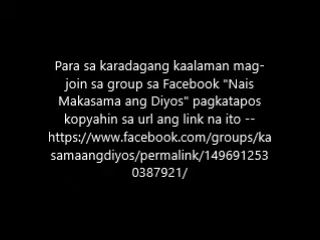 Para sa karadagang kaalaman mag-
join sa group sa Facebook "Nais
Makasama ang Diyos" pagkatapos
kopyahin sa url ang link na ito --
https://www.facebook.com/groups/ka
samaangdiyos/permalink/149691253
0387921/